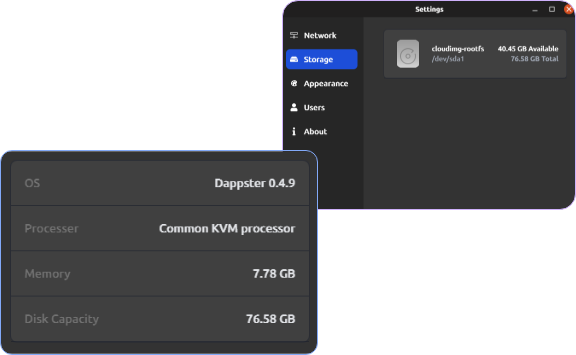 Settings
Network
Storage
Appearance
Users
About
cloudimg-rootfs 40.45 GB Available
/dev/sda1 76.58 GB Total
OS Dappster 0.4.9
Processer Common KVM processor
Memory 7.78 GB
Disk Capacity 76.58 GB